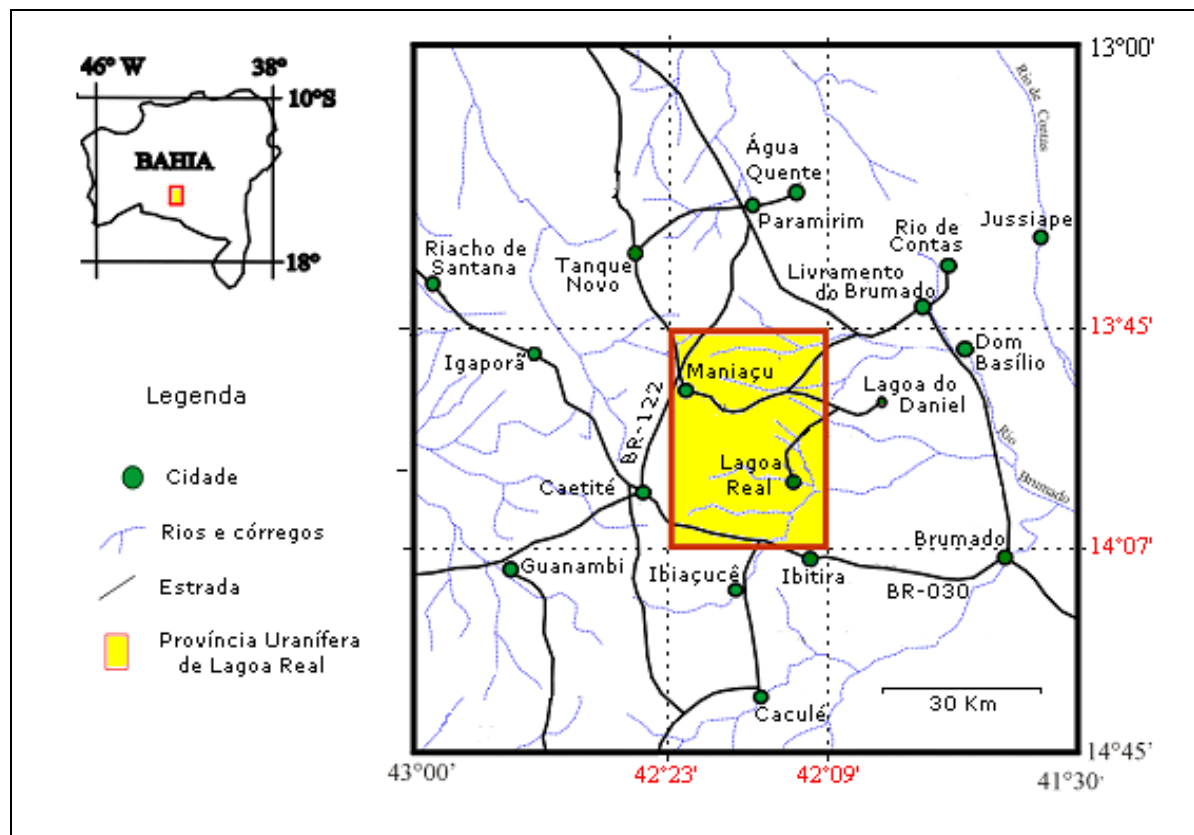 46° W
38°
10°S
BAHIA
18°
Legenda
Cidade
Rios e córregos
Estrada
Província Uranífera
de Lagoa Real
13°00'
Rio de Contas
Água
Quente
Paramirim
Rio de
Contas
Jussiape
Riacho de
Santana
Tanque
Novo
Livramento
do Brumado
13°45'
Igaporã
Maniaçu
Dom
Basílio
BR-122
Lagoa do
Daniel
Rio
Brumado
Lagoa
Real
Caetité
Brumado
14°07'
Guanambi
Ibiaçucê
Ibitira
BR-030
30 Km
Caculé
14°45'
43°00'
42°23'
42°09'
41°30'